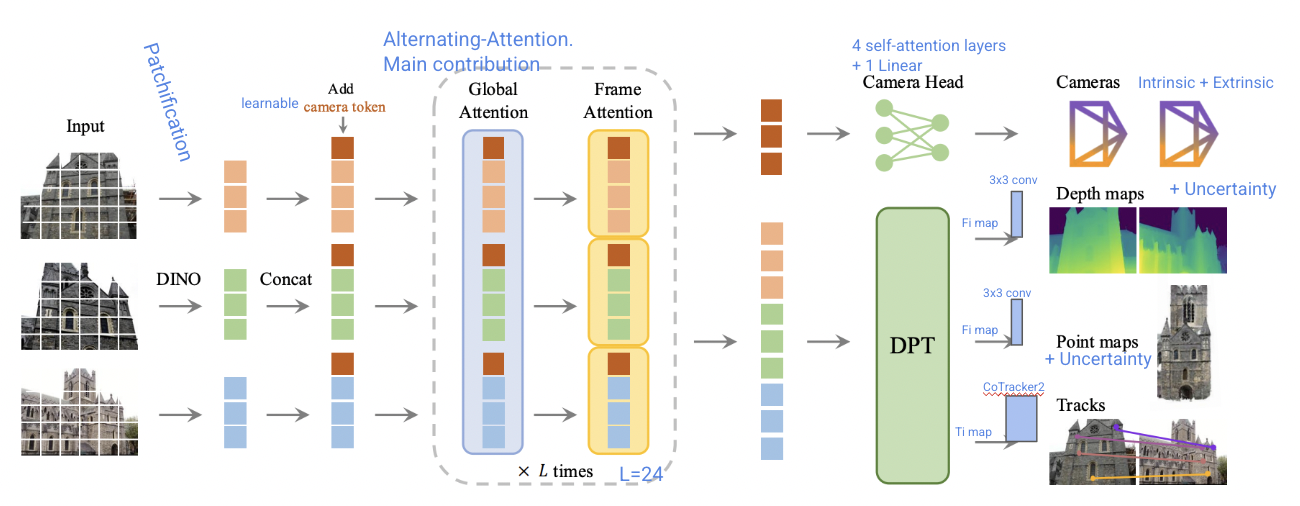 Patchification
Input
learnable
Add
camera token
DINO
Concat
Alternating-Attention.
Main contribution
Global
Attention
Frame
Attention
× L times
L=24
4 self-attention layers
+ 1 Linear
Camera Head
Cameras
Intrinsic + Extrinsic
DPT
3x3 conv
Fi map
Depth maps
+ Uncertainty
3x3 conv
Fi map
Point maps
+ Uncertainty
CoTracker2
Ti map
Tracks